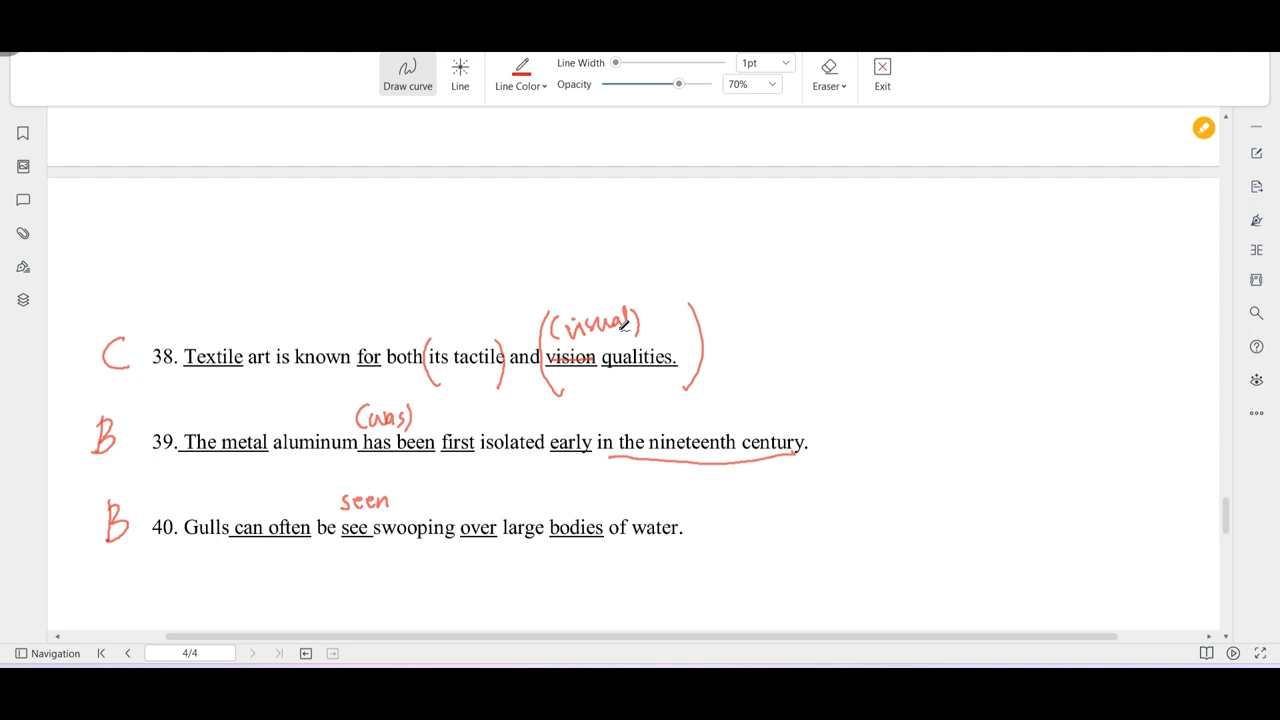 Draw curve
Line
Line Color
Line Width
1pt
Opacity
70%
Eraser
Exit
(visual)
C 38. Textile art is known for both (its tactile) and (vision qualities.)
(was)
B 39. The metal aluminum has been first isolated early in the nineteenth century.
seen
B 40. Gulls can often be see swooping over large bodies of water.
Navigation
4/4